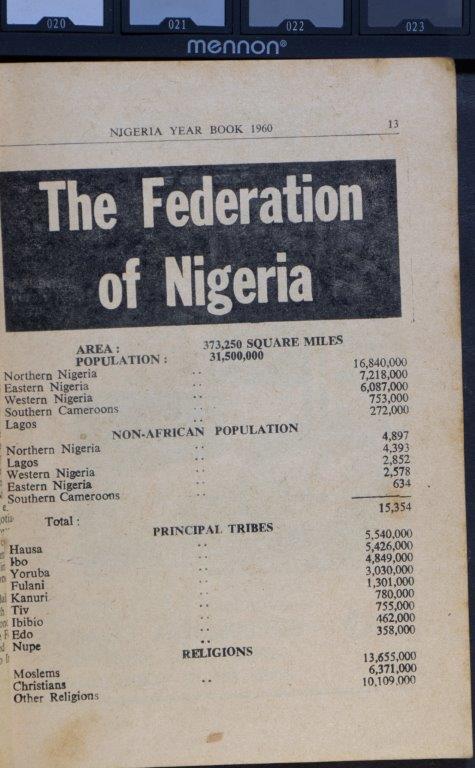 020 021 022 023
mennon®
NIGERIA YEAR BOOK 1960 13
The Federation
of Nigeria
AREA : 373,250 SQUARE MILES
POPULATION : 31,500,000
Northern Nigeria .. 16,840,000
Eastern Nigeria .. 7,218,000
Western Nigeria .. 6,087,000
Southern Cameroons .. 753,000
Lagos .. 272,000
NON-AFRICAN POPULATION
Northern Nigeria .. 4,897
Lagos .. 4,393
Western Nigeria .. 2,852
Eastern Nigeria .. 2,578
Southern Cameroons .. 634
Total : 15,354
PRINCIPAL TRIBES
Hausa .. 5,540,000
Ibo .. 5,426,000
Yoruba .. 4,849,000
Fulani .. 3,030,000
Kanuri .. 1,301,000
Tiv .. 780,000
Ibibio .. 755,000
Edo .. 462,000
Nupe .. 358,000
RELIGIONS
Moslems 13,655,000
Christians .. 6,371,000
Other Religions 10,109,000